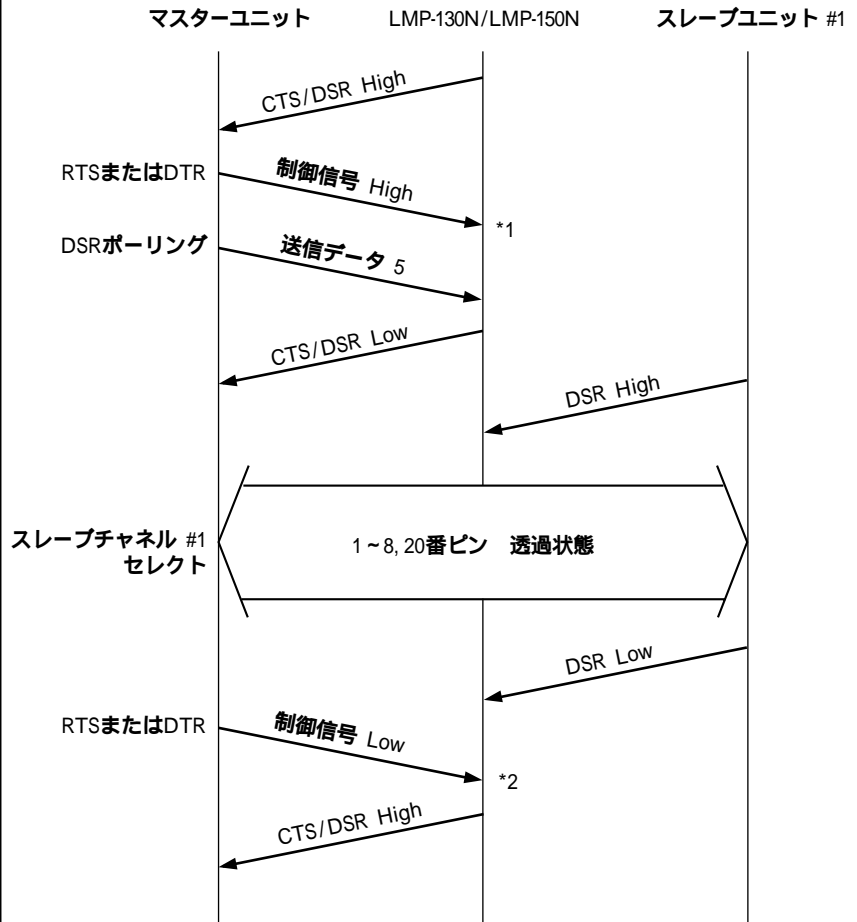 マスターユニット LMP-130N/LMP-150N スレーブユニット #1
CTS/DSR High
RTSまたはDTR
制御信号 High
*1
DSRポーリング
送信データ 5
CTS/DSR Low
DSR High
スレーブチャネル #1
セレクト
1~8, 20番ピン 透過状態
DSR Low
RTSまたはDTR
制御信号 Low
*2
CTS/DSR High